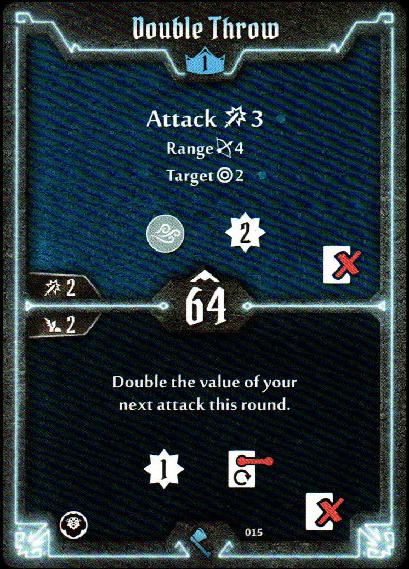 Double Throw
1
Attack 3
Range 4
Target 2
2
2
64
2
Double the value of your
next attack this round.
1
015